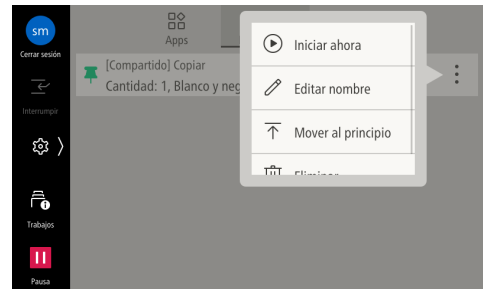 sm
Cerrar sesión
Interrumpir
Trabajos
Pausa
Apps
[Compartido] Copiar
Cantidad: 1, Blanco y neg
Iniciar ahora
Editar nombre
Mover al principio
Eliminar